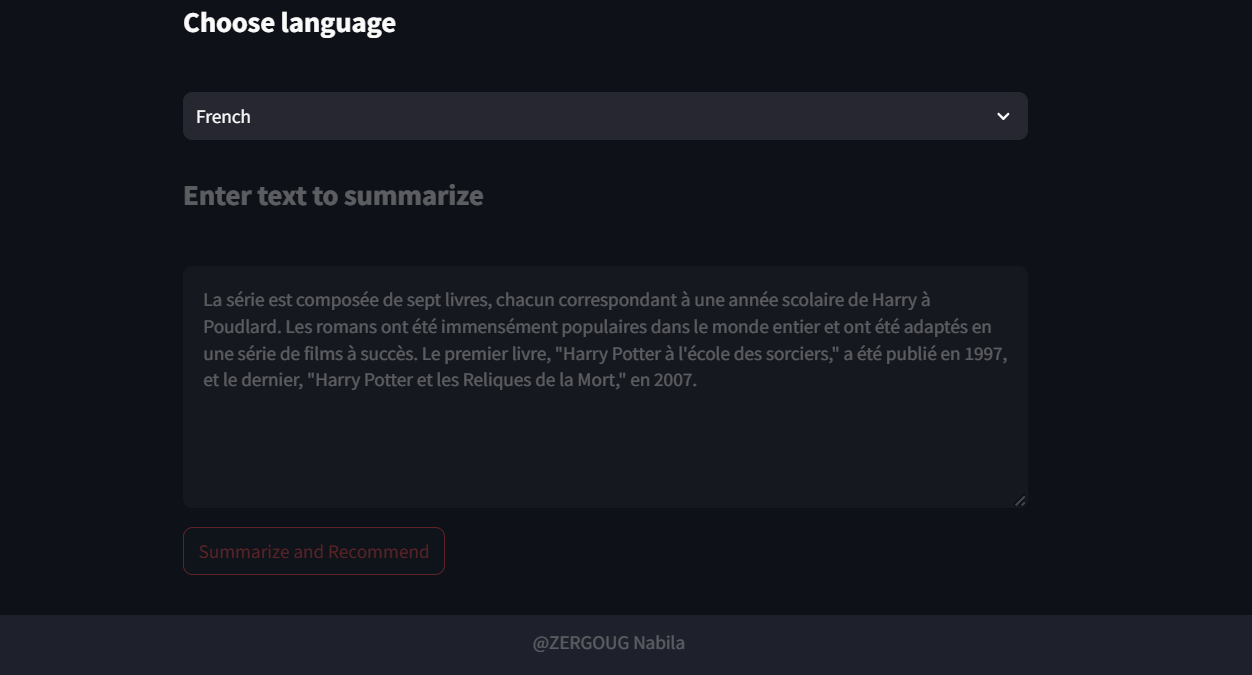 Choose language
French
Enter text to summarize
La série est composée de sept livres, chacun correspondant à une année scolaire de Harry à
Poudlard. Les romans ont été immensément populaires dans le monde entier et ont été adaptés en
une série de films à succès. Le premier livre, "Harry Potter à l'école des sorciers," a été publié en 1997,
et le dernier, "Harry Potter et les Reliques de la Mort," en 2007.
Summarize and Recommend
@ZERGOUG Nabila